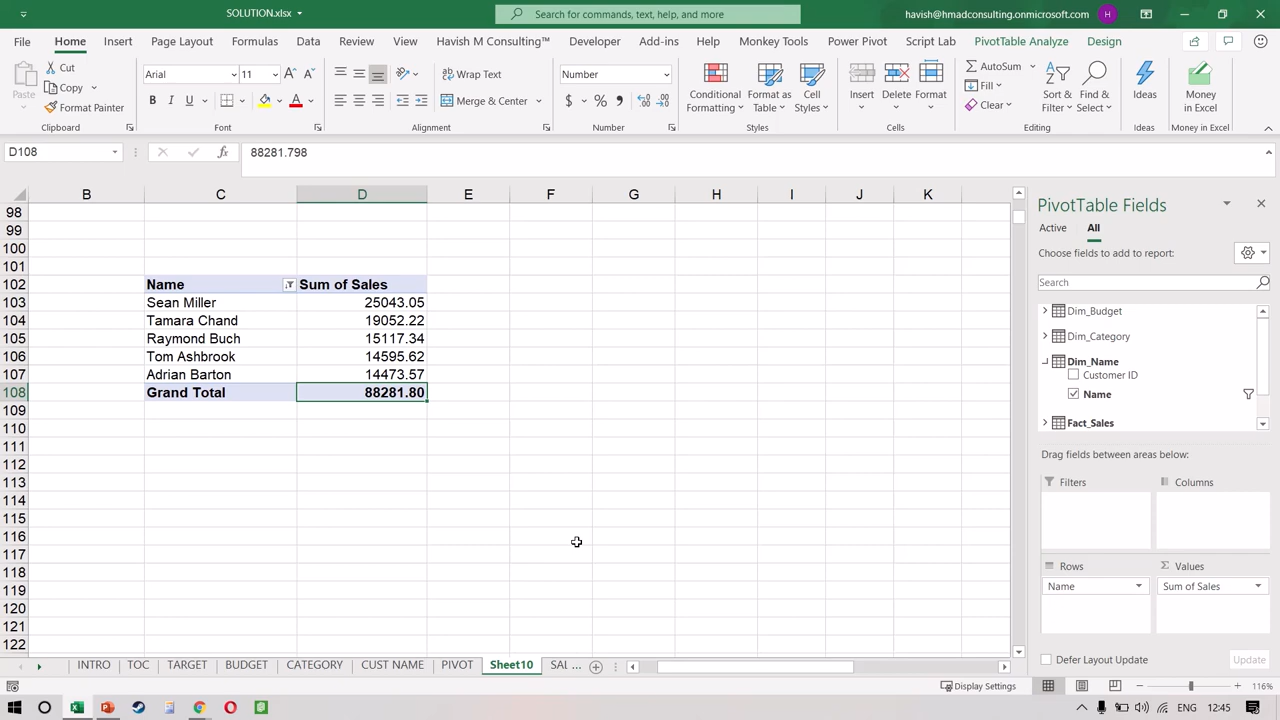 SOLUTION.xlsx
Search for commands, text, help, and more
havish@hmadconsulting.onmicrosoft.com
H
File Home Insert Page Layout Formulas Data Review View Havish M Consulting™ Developer Add-ins Help Monkey Tools Power Pivot Script Lab PivotTable Analyze Design
Paste
Cut
Copy
Format Painter
Clipboard
Arial 11
B I U
Font
Wrap Text
Merge & Center
Alignment
Number
$ % ,
Number
Conditional Formatting
Format as Table
Cell Styles
Styles
Insert Delete Format
Cells
AutoSum
Fill
Clear
Sort & Filter
Find & Select
Editing
Ideas
Ideas
Money in Excel
Money in Excel
D108 fx 88281.798
B C D E F G H I J K
98
99
100
101
102 Name Sum of Sales
103 Sean Miller 25043.05
104 Tamara Chand 19052.22
105 Raymond Buch 15117.34
106 Tom Ashbrook 14595.62
107 Adrian Barton 14473.57
108 Grand Total 88281.80
109
110
111
112
113
114
115
116
117
118
119
120
121
122
PivotTable Fields
Active All
Choose fields to add to report:
Search
Dim_Budget
Dim_Category
Dim_Name
Customer ID
Name
Fact_Sales
Drag fields between areas below:
Filters Columns
Rows Values
Name Sum of Sales
Defer Layout Update Update
INTRO TOC TARGET BUDGET CATEGORY CUST NAME PIVOT Sheet10 SAL ...
Display Settings 116%
ENG 12:45